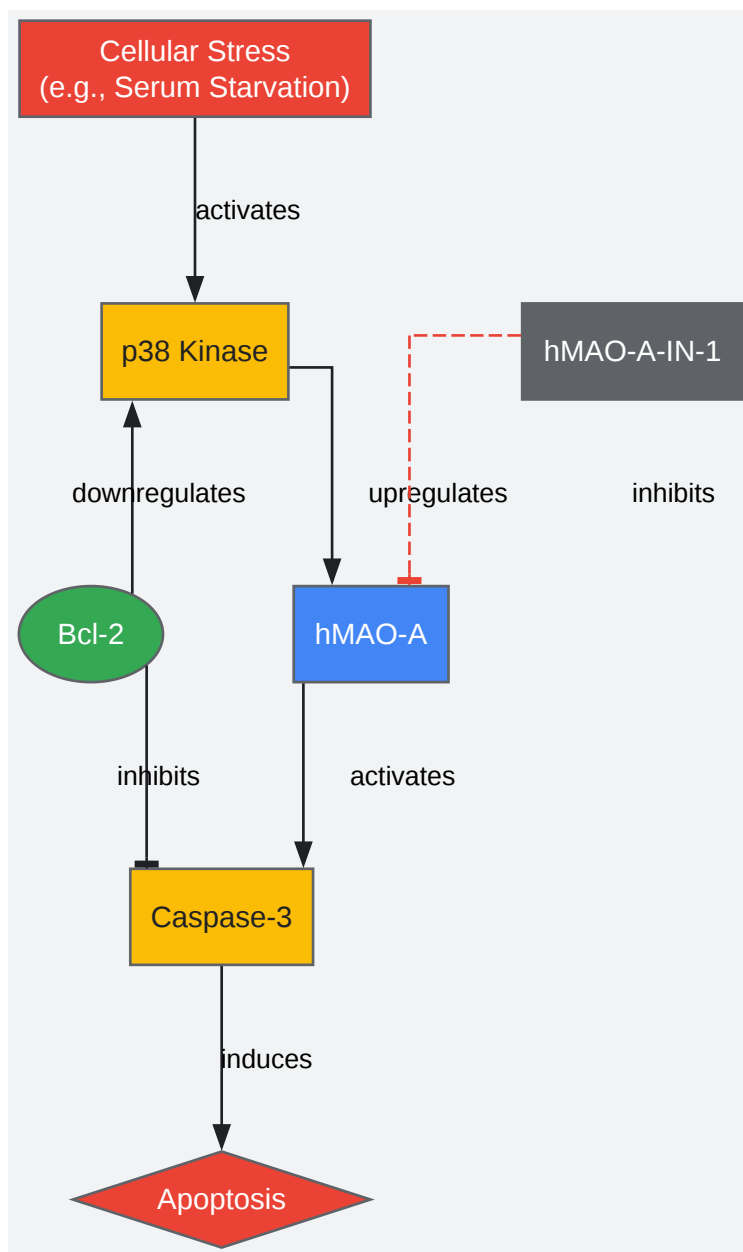 Cellular Stress
(e.g., Serum Starvation)
activates
p38 Kinase
hMAO-A-IN-1
downregulates
upregulates
inhibits
Bcl-2
hMAO-A
inhibits
activates
Caspase-3
induces
Apoptosis